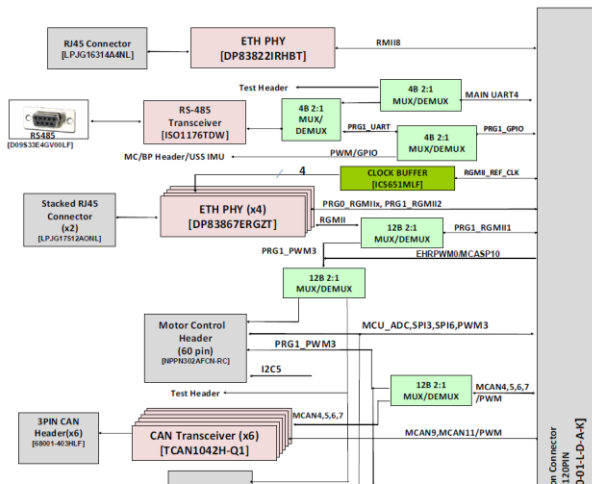 RJ45 Connector
[LPJG16314A4NL]
ETH PHY
[DP83822IRHBT]
RMII8
Test Header
4B 2:1
MUX/DEMUX
MAIN UART4
RS485
[D09S33E4GV00LF]
RS-485
Transceiver
[ISO1176TDW]
4B 2:1
MUX/
DEMUX
PRG1_UART
4B 2:1
MUX/DEMUX
PRG1_GPIO
MC/BP Header/USS IMU
PWM/GPIO
4
CLOCK BUFFER
[ICS651MLF]
RGMII_REF_CLK
Stacked RJ45
Connector
(x2)
[LPJG17512AONL]
ETH PHY (x4)
[DP83867ERGZT]
PRG0_RGMIIx, PRG1_RGMII2
RGMII
12B 2:1
MUX/DEMUX
PRG1_RGMII1
PRG1_PWM3
EHRPWM0/MCASP10
12B 2:1
MUX/DEMUX
Motor Control
Header
(60 pin)
[NPPN302AFCN-RC]
MCU_ADC,SPI3,SPI6,PWM3
PRG1_PWM3
I2C5
Test Header
12B 2:1
MUX/DEMUX
MCAN4,5,6,7
/PWM
3PIN CAN
Header(x6)
[68001-403HLF]
MCAN4,5,6,7
CAN Transceiver (x6)
[TCAN1042H-Q1]
MCAN9,MCAN11/PWM
on Connector
120PIN
0-01-L-D-A-K]